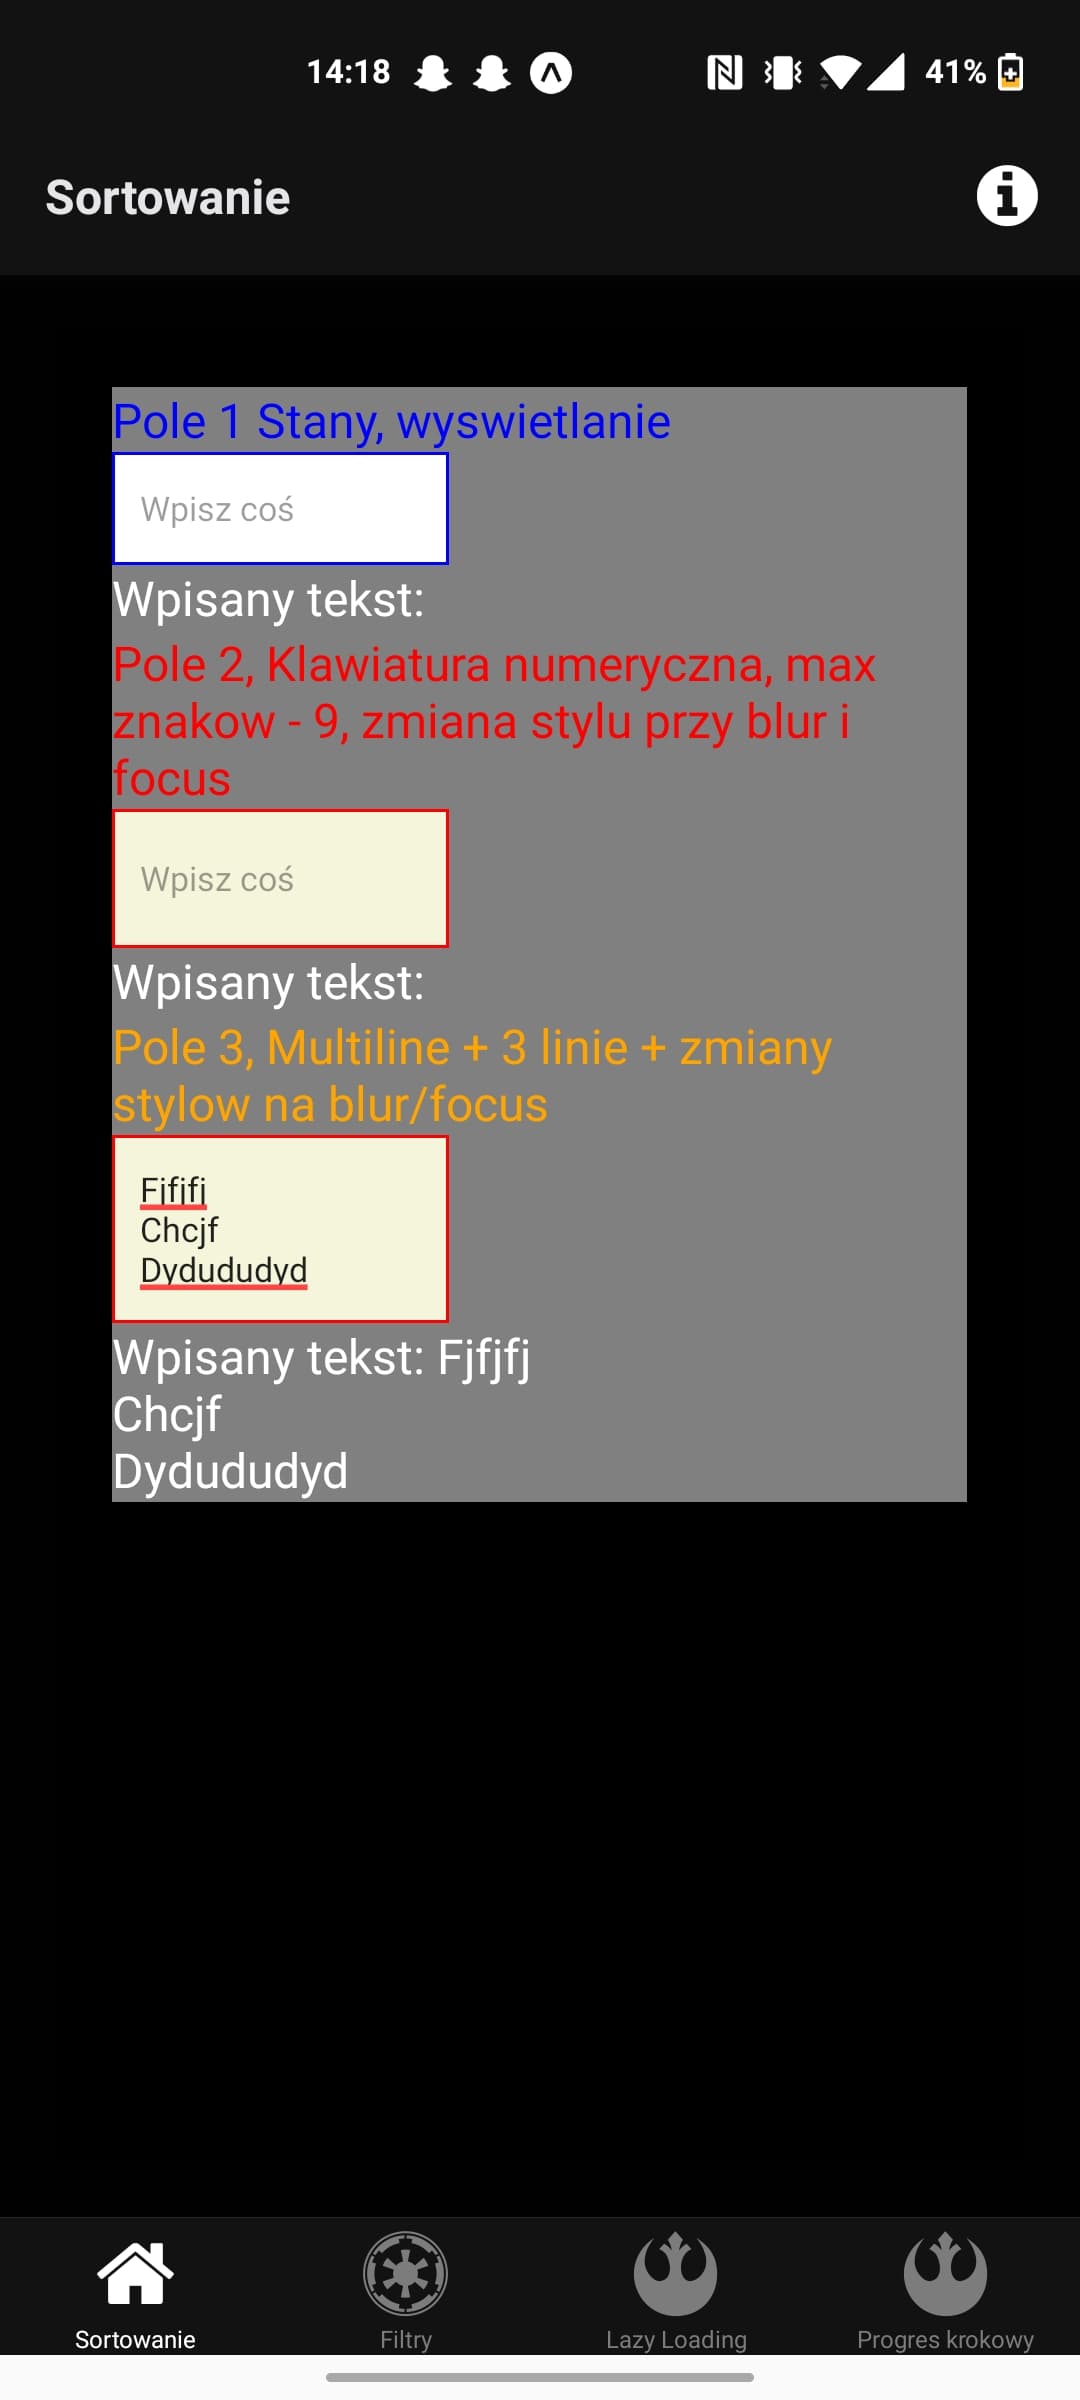 14:18
41%
Sortowanie
Pole 1 Stany, wyswietlanie
Wpisz coś
Wpisany tekst:
Pole 2, Klawiatura numeryczna, max
znakow - 9, zmiana stylu przy blur i
focus
Wpisz coś
Wpisany tekst:
Pole 3, Multiline + 3 linie + zmiany
stylow na blur/focus
Fjfjfj
Chcjf
Dydududyd
Wpisany tekst: Fjfjfj
Chcjf
Dydududyd
Sortowanie
Filtry
Lazy Loading
Progres krokowy